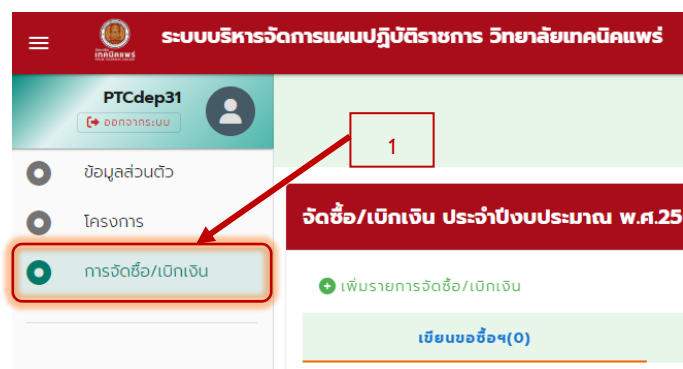 ระบบบริหารจัดการแผนปฏิบัติราชการ วิทยาลัยเทคนิคแพร่
PTCdep31
ออกจากระบบ
1
ข้อมูลส่วนตัว
โครงการ
การจัดซื้อ/เบิกเงิน
จัดซื้อ/เบิกเงิน ประจำปีงบประมาณ พ.ศ.25
เพิ่มรายการจัดซื้อ/เบิกเงิน
เขียนขอซื้อฯ(0)